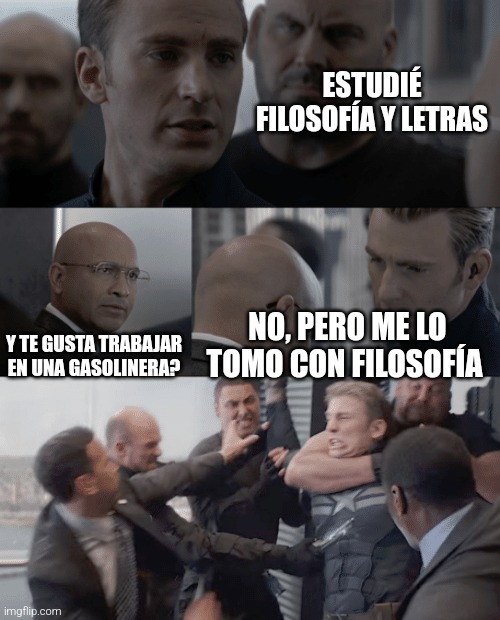 ESTUDIÉ
FILOSOFÍA Y LETRAS
Y TE GUSTA TRABAJAR
EN UNA GASOLINERA?
NO, PERO ME LO
TOMO CON FILOSOFÍA
imgflip.com